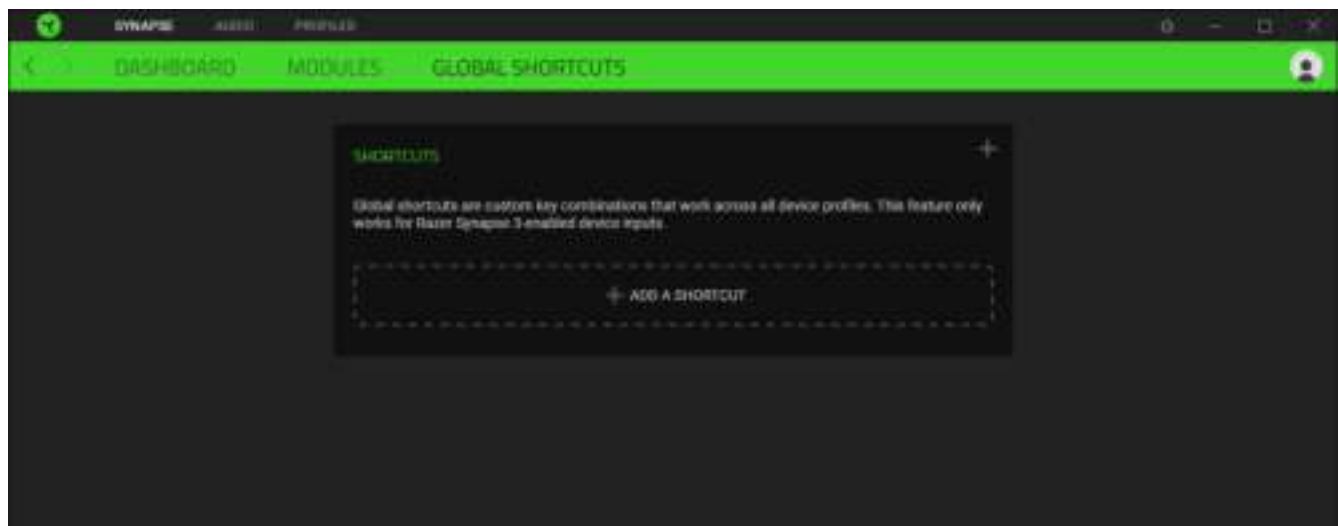 SYNAPSE AUDIO PROFILES
DASHBOARD MODULES GLOBAL SHORTCUTS
SHORTCUTS
Global shortcuts are custom key combinations that work across all device profiles. This feature only
works for Razer Synapse 3-enabled device inputs.
ADD A SHORTCUT